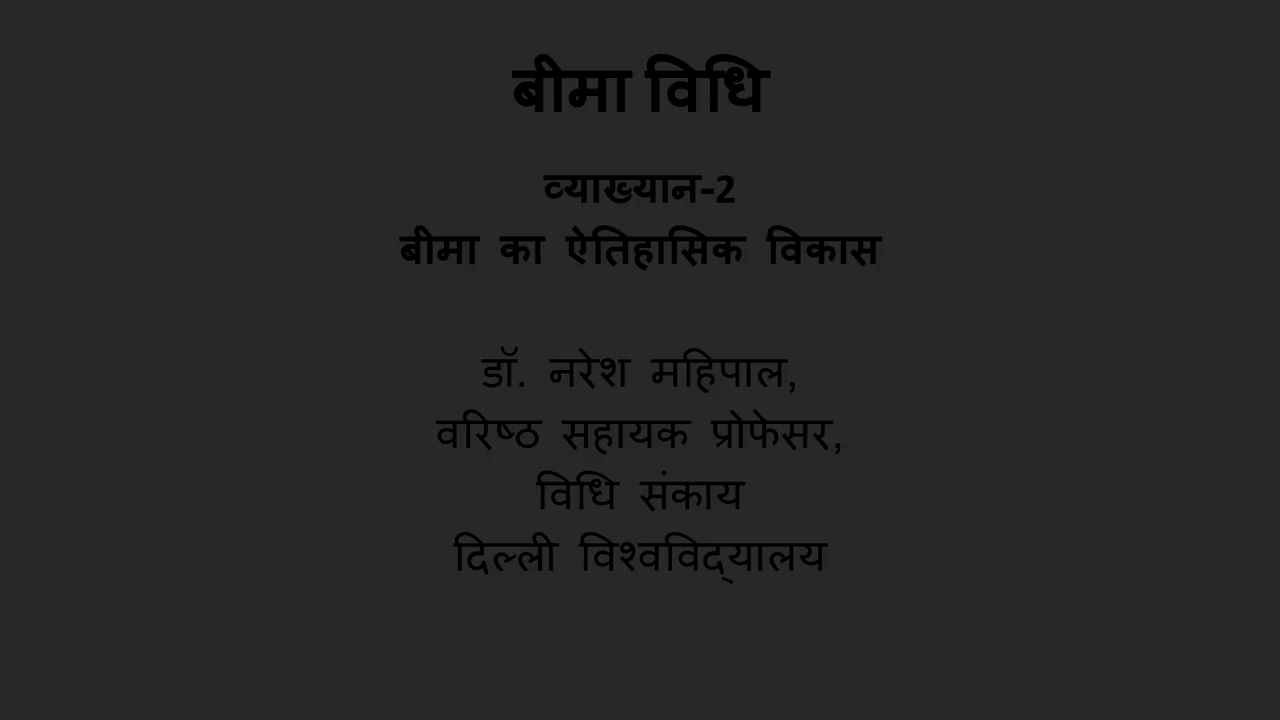 बीमा विधि
व्याख्यान-2
बीमा का ऐतिहासिक विकास
डॉ. नरेश महिपाल,
वरिष्ठ सहायक प्रोफेसर,
विधि संकाय
दिल्ली विश्वविद्यालय